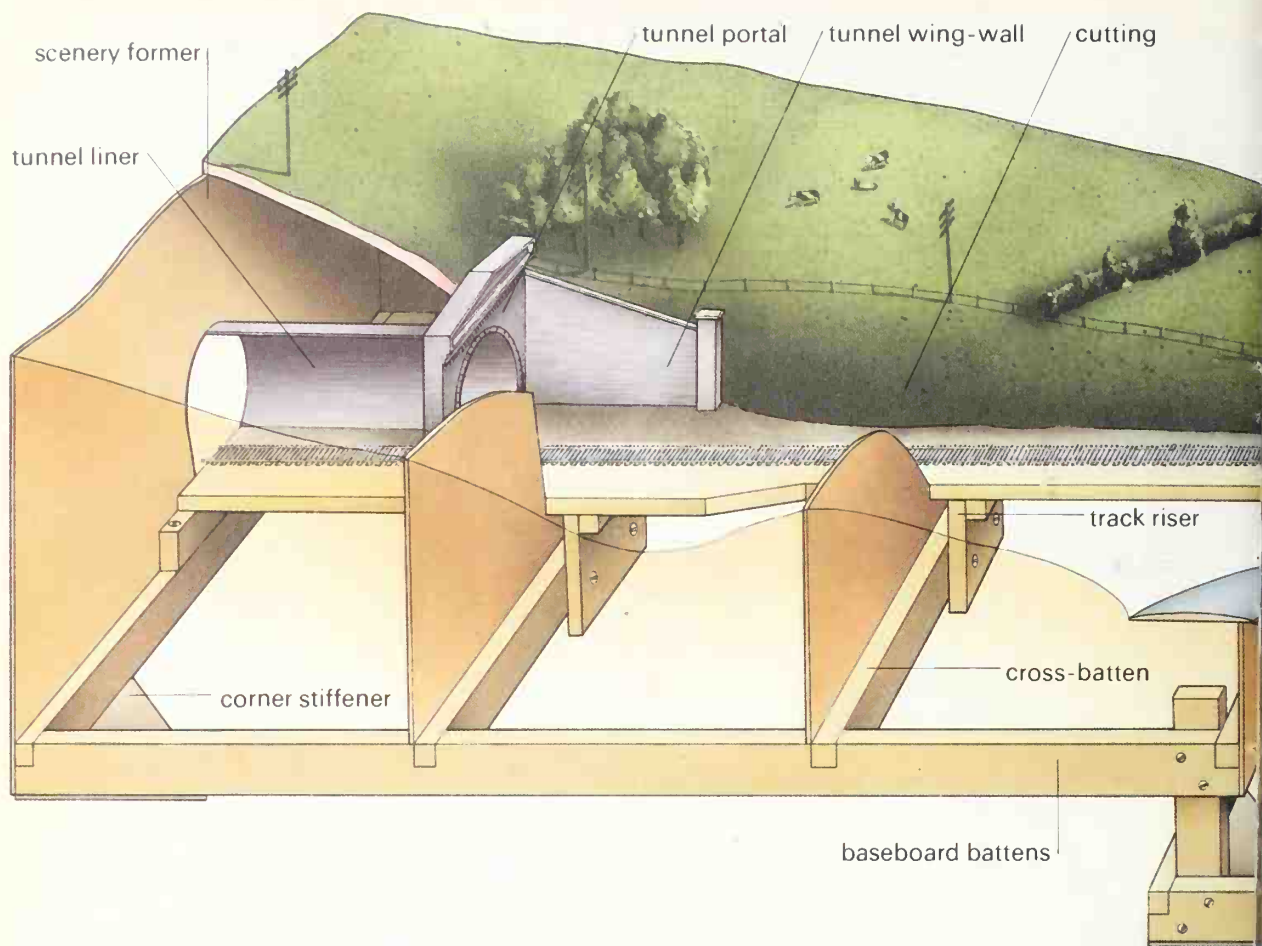 tunnel portal
tunnel wing-wall
cutting
scenery former
tunnel liner
track riser
cross-batten
corner stiffener
baseboard battens